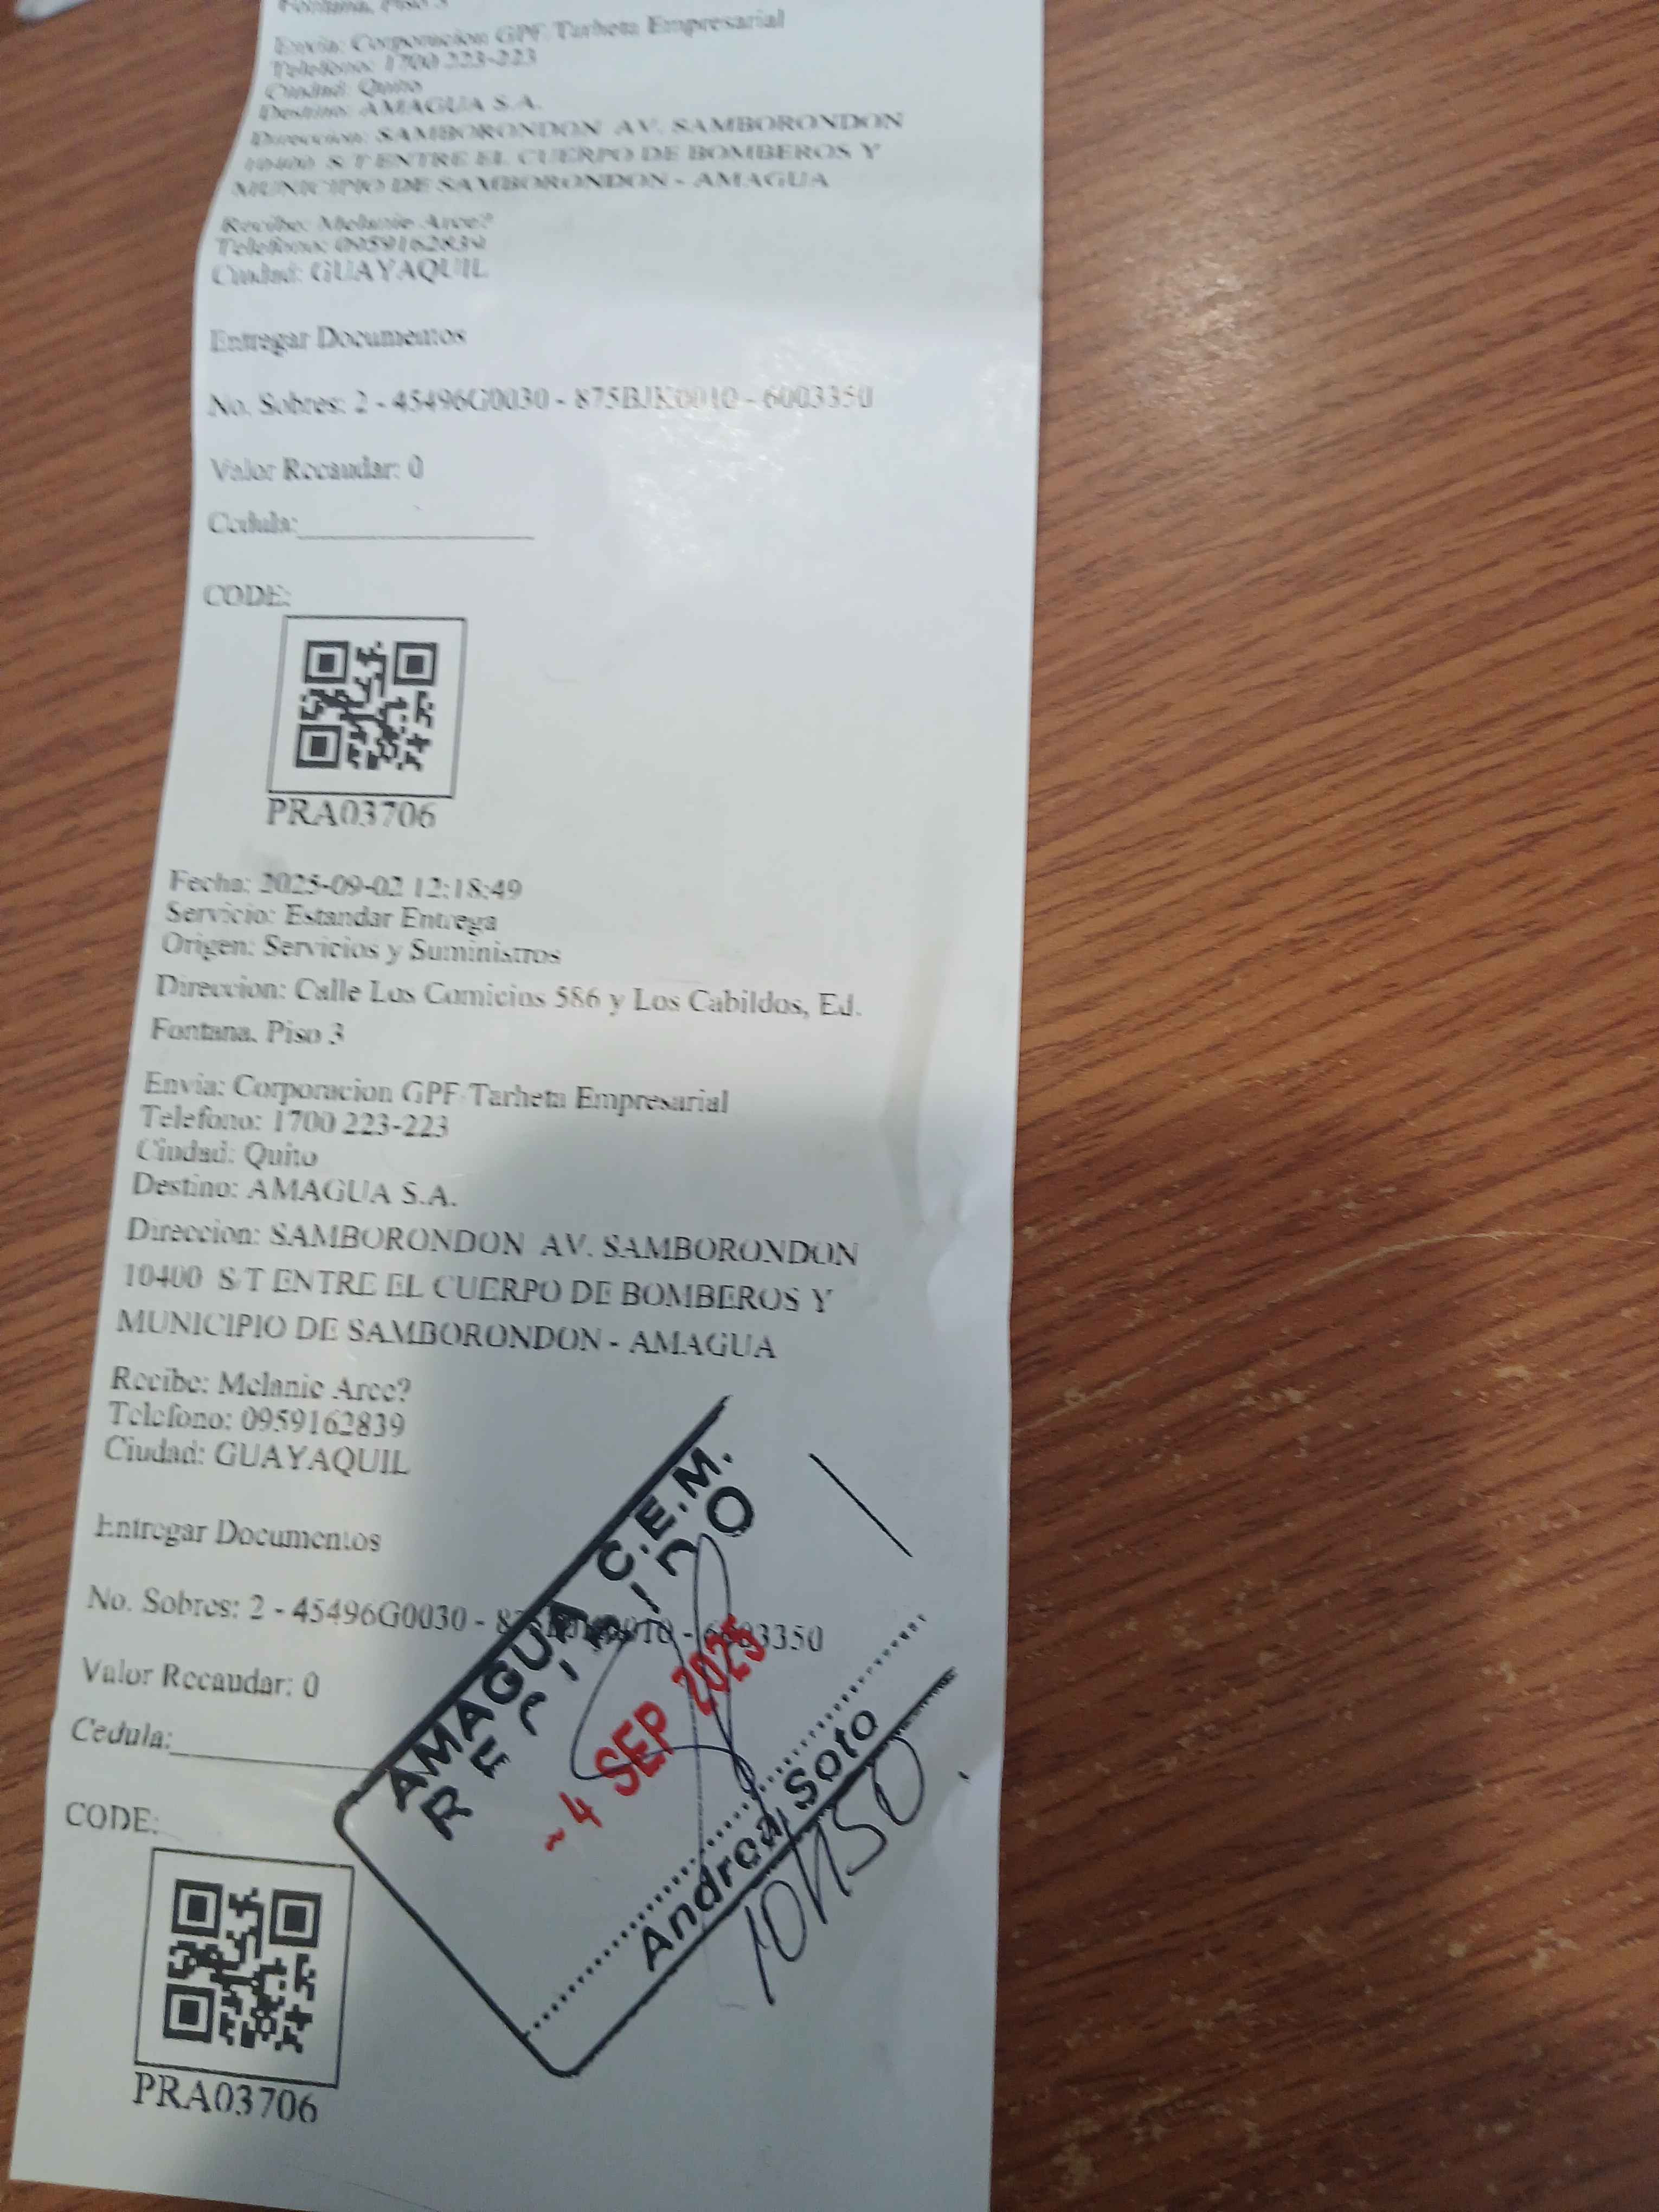 Fontana, Piso 3
Envia: Corporacion GPF Tarheta Empresarial
Telefono: 1700 223-223
Ciudad: Quito
Destino: AMAGUA S.A.
Direccion: SAMBORONDON AV. SAMBORONDON
10400 S/T ENTRE EL CUERPO DE BOMBEROS Y
MUNICIPIO DE SAMBORONDON - AMAGUA
Recibe: Melanie Arce?
Telefono: 0959162839
Ciudad: GUAYAQUIL
Entregar Documentos
No. Sobres: 2 - 45496G0030 - 875BJK0010 - 6003350
Valor Recaudar: 0
Cedula:
CODE:
PRA03706
Fecha: 2025-09-02 12:18:49
Servicio: Estandar Entrega
Origen: Servicios y Suministros
Direccion: Calle Los Comicios 586 y Los Cabildos, Ed.
Fontana, Piso 3
Envia: Corporacion GPF Tarheta Empresarial
Telefono: 1700 223-223
Ciudad: Quito
Destino: AMAGUA S.A.
Direccion: SAMBORONDON AV. SAMBORONDON
10400 S/T ENTRE EL CUERPO DE BOMBEROS Y
MUNICIPIO DE SAMBORONDON - AMAGUA
Recibe: Melanie Arce?
Telefono: 0959162839
Ciudad: GUAYAQUIL
Entregar Documentos
No. Sobres: 2 - 45496G0030 - 875BJK0010 - 6003350
Valor Recaudar: 0
Cedula:
CODE:
PRA03706
AMAGUA C.E.M.
RECIBIDO
-4 SEP 2025
Andrea Soto
10h50